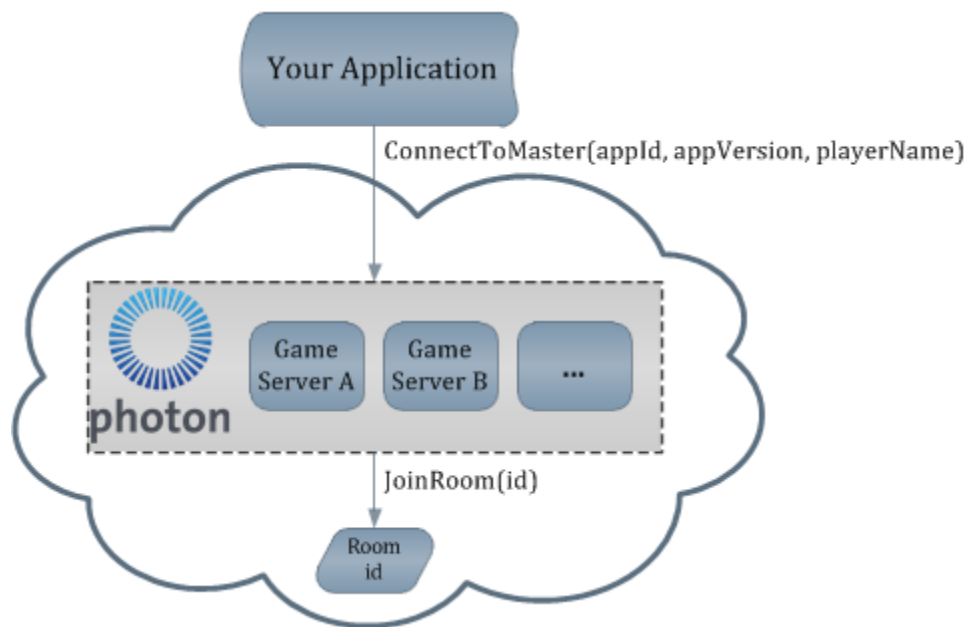 Your Application
ConnectToMaster(appId, appVersion, playerName)
photon
Game
Server A
Game
Server B
...
JoinRoom(id)
Room
id